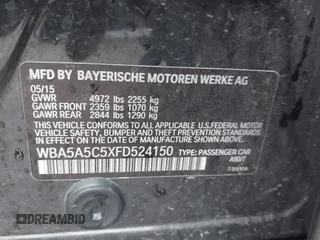 MFD BY BAYERISCHE MOTOREN WERKE AG
05/15
GVWR 4972 lbs 2255 kg
GAWR FRONT 2359 lbs 1070 kg
GAWR REAR 2844 lbs 1290 kg
THIS VEHICLE CONFORMS TO ALL APPLICABLE U.S.
FEDERAL MOTOR VEHICLE SAFETY, BUMPER,
AND THEFT PREVENTION STANDARDS IN EFFECT ON
THE DATE OF MANUFACTURE SHOWN ABOVE.
WBA5A5C5XFD524150 TYPE: PASSENGER CAR
A90/7
DREAMBID